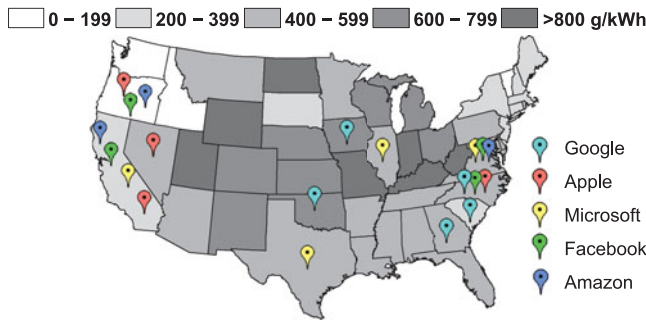 0 – 199 200 – 399 400 – 599 600 – 799 >800 g/kWh
Google
Apple
Microsoft
Facebook
Amazon